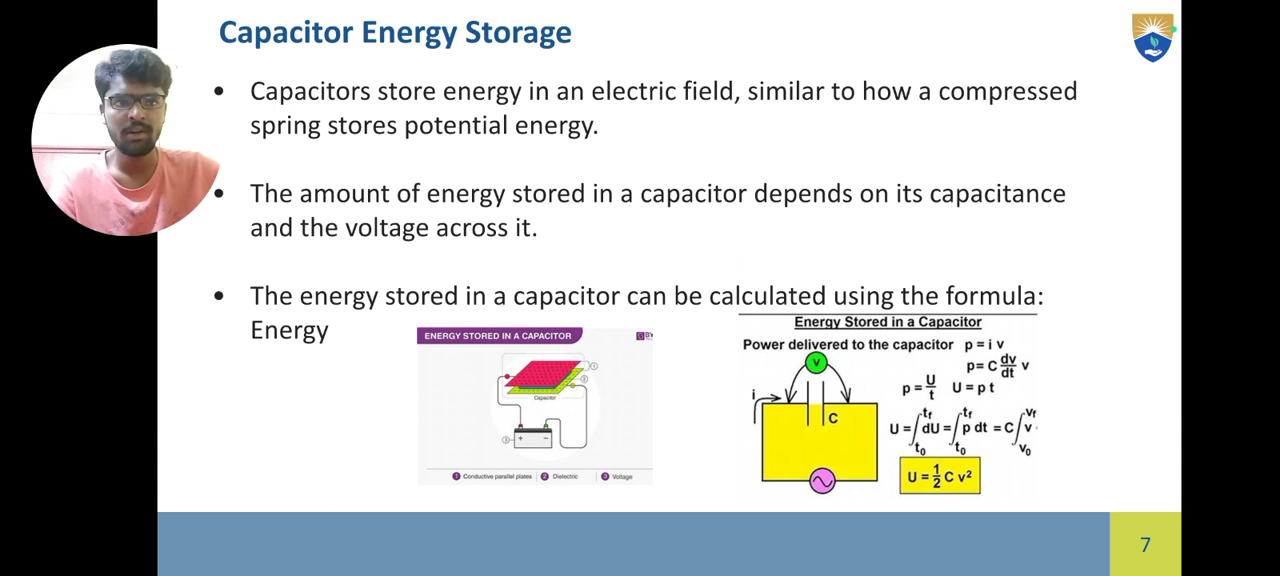 Capacitor Energy Storage
• Capacitors store energy in an electric field, similar to how a compressed
spring stores potential energy.
• The amount of energy stored in a capacitor depends on its capacitance
and the voltage across it.
• The energy stored in a capacitor can be calculated using the formula:
Energy
ENERGY STORED IN A CAPACITOR
1
2
Capacitor
3 + −
1 Conductive parallel plates 2 Dielectric 3 Voltage
Energy Stored in a Capacitor
Power delivered to the capacitor p = i v
p = C dv/dt v
V
p = U/t U = p t
i
C
U = ∫t₀^tf dU = ∫t₀^tf p dt = C ∫v₀^vf v
U = 1/2 C v²
7